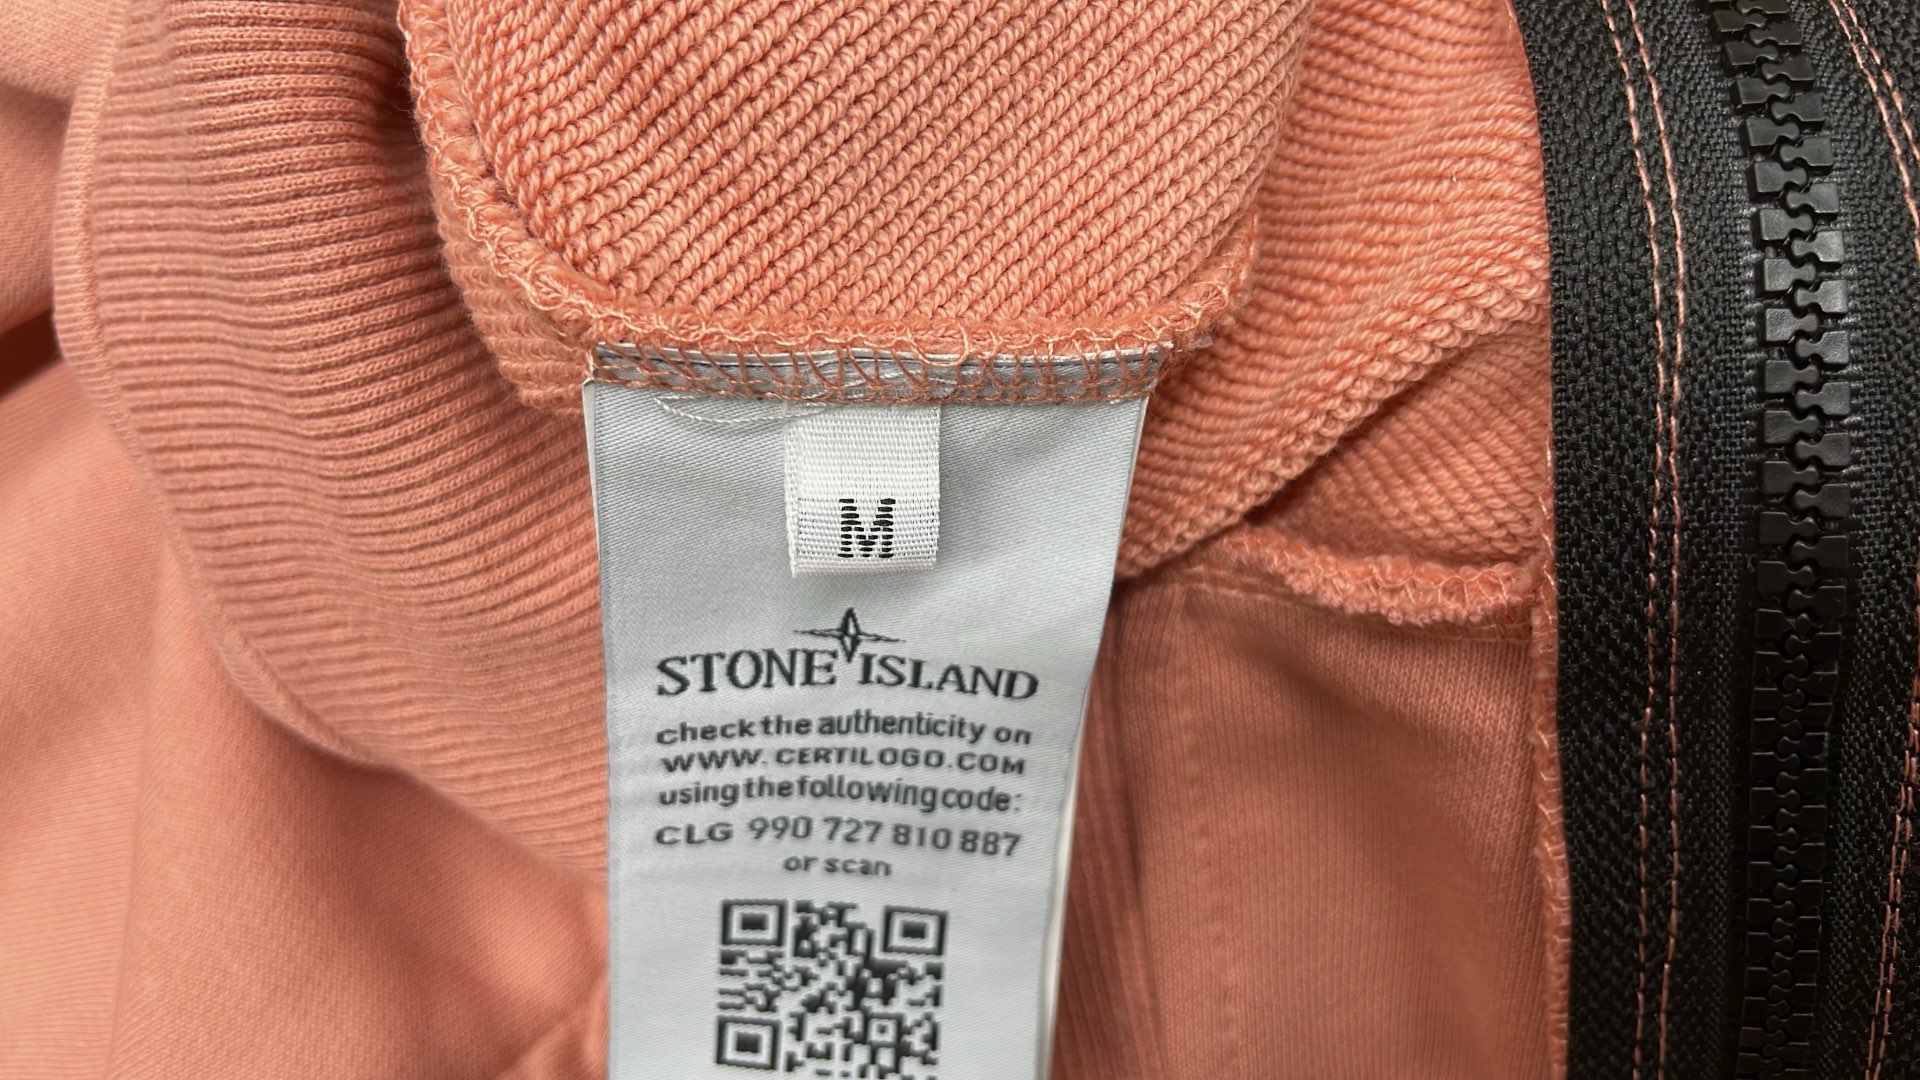 M
STONE ISLAND
check the authenticity on
WWW.CERTILOGO.COM
using the following code:
CLG 990 727 810 887
or scan